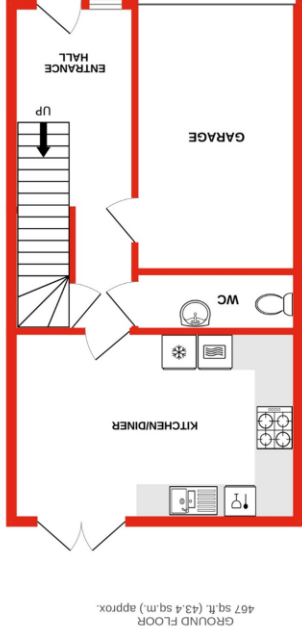 GROUND FLOOR
467 sq.ft. (43.4 sq.m.) approx.
KITCHEN/DINER
WC
GARAGE
UP
ENTRANCE
HALL